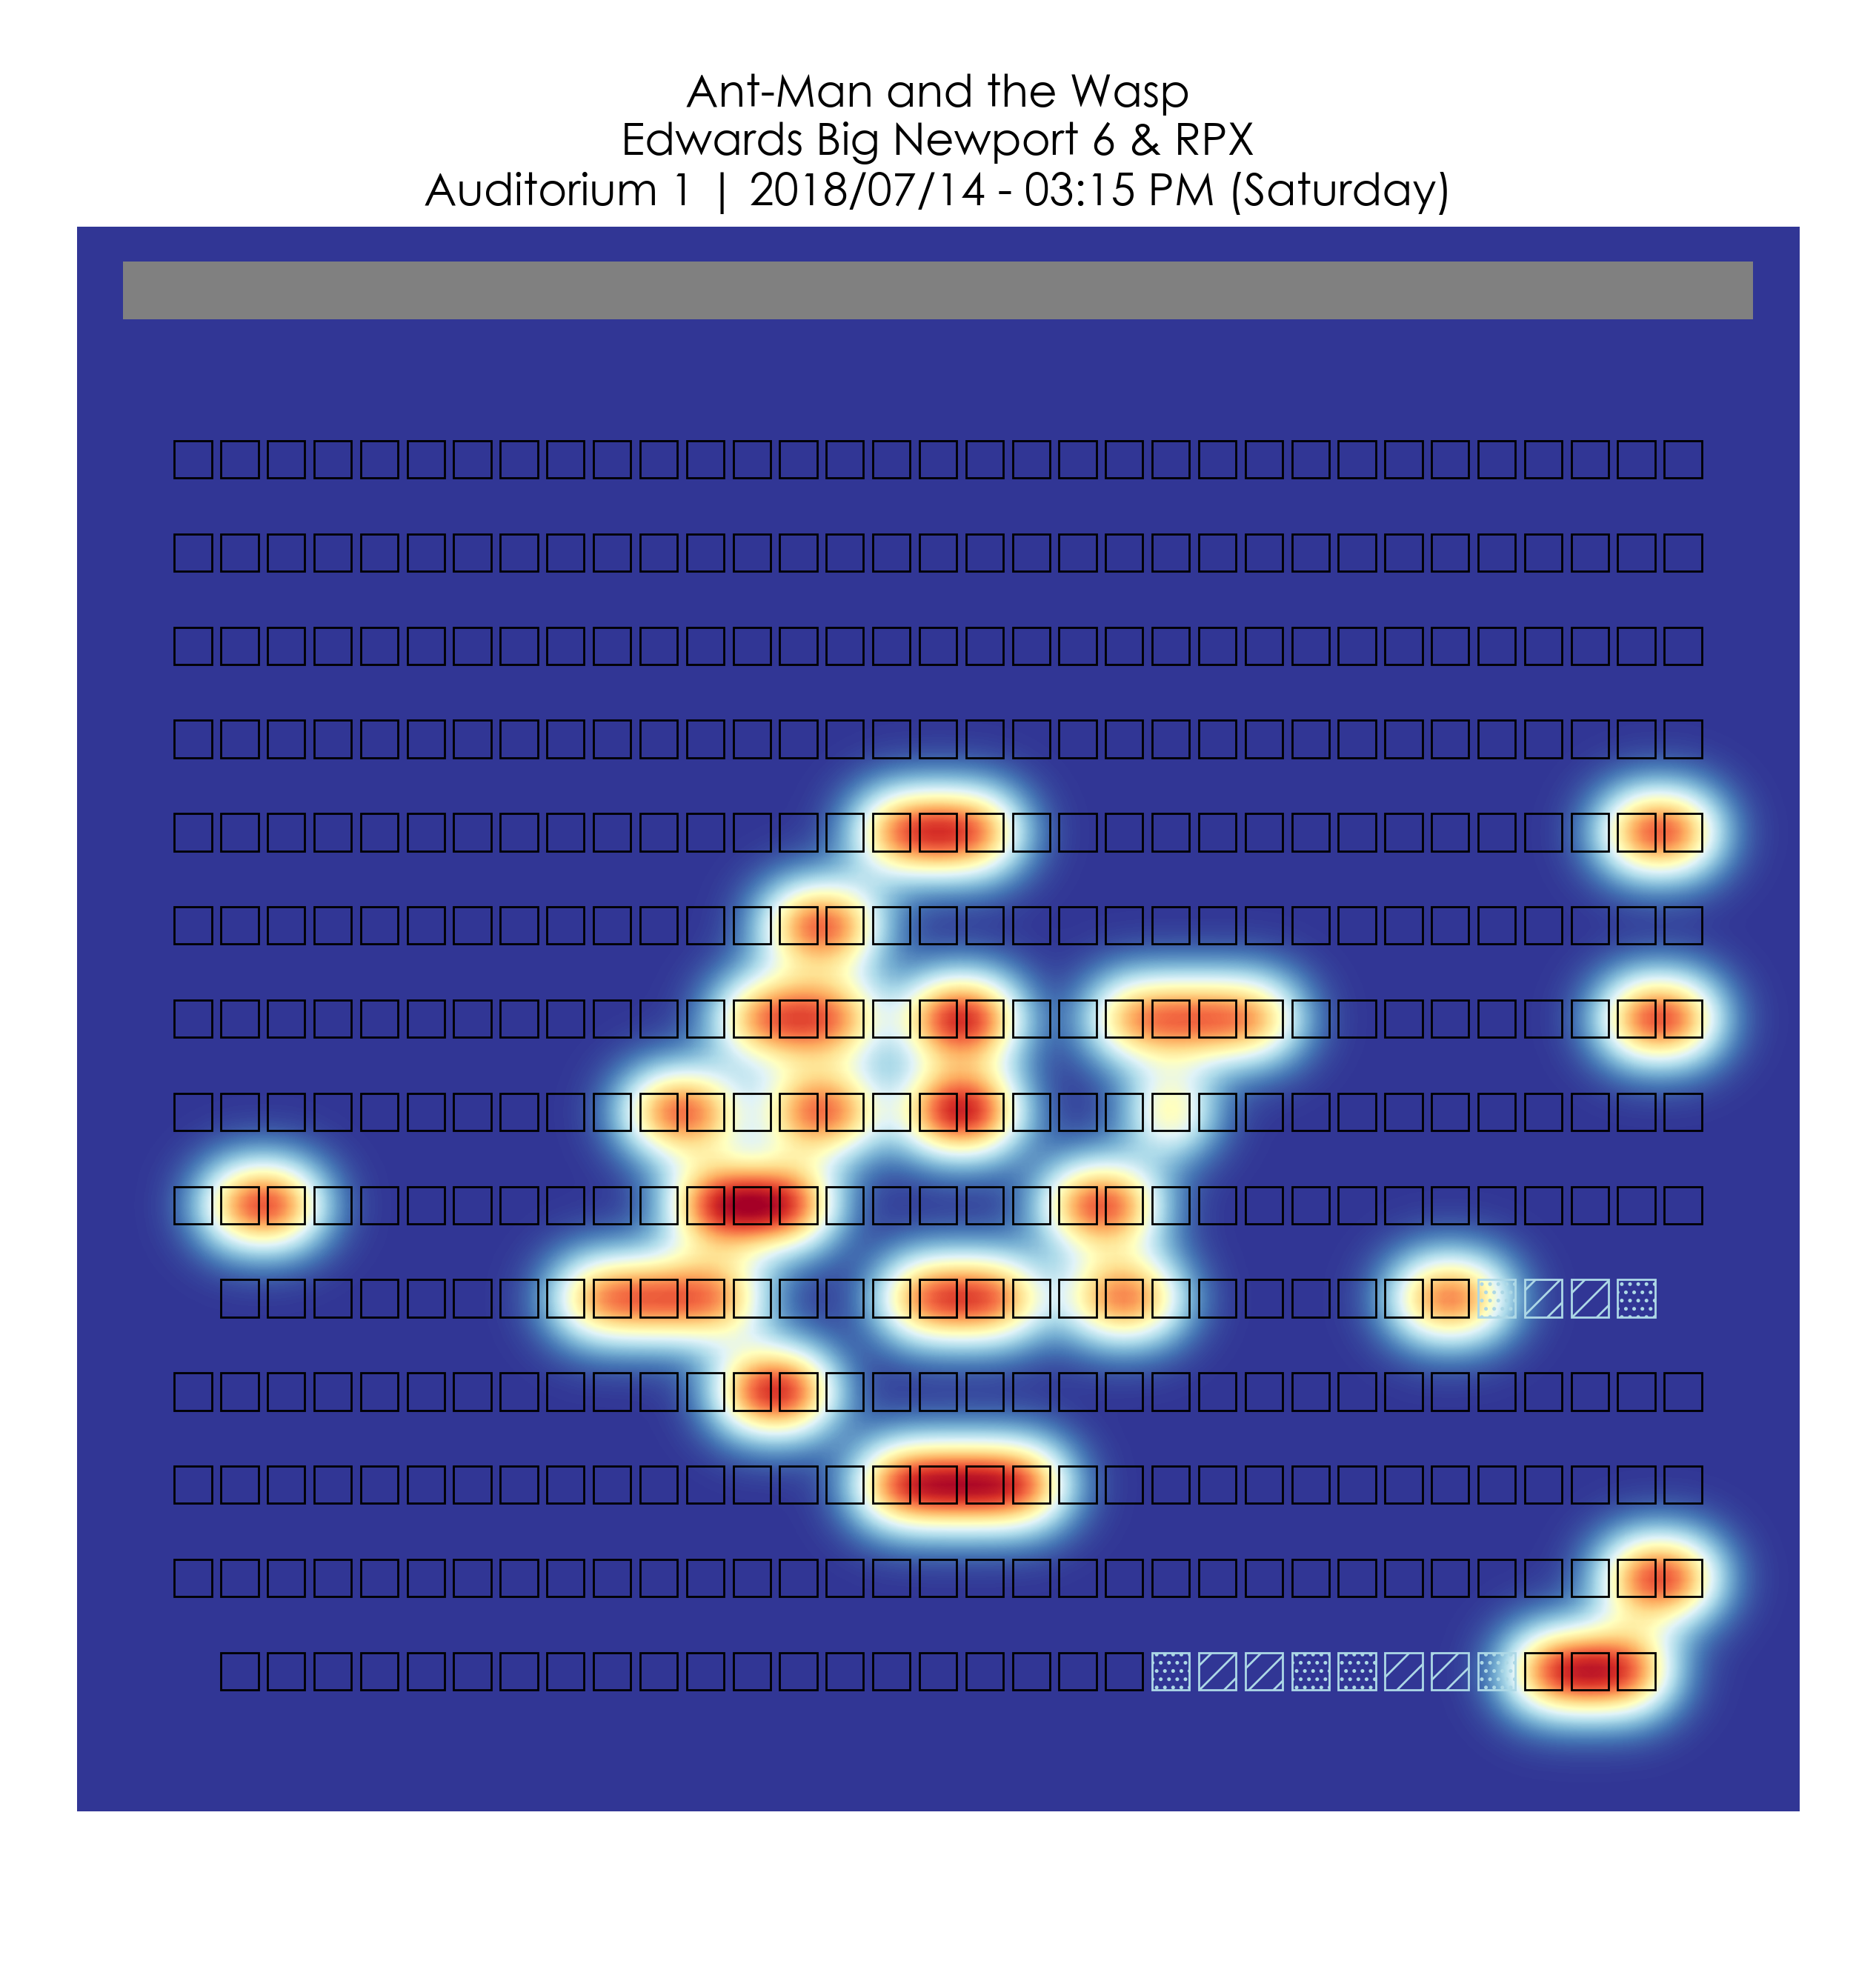 Ant-Man and the Wasp
Edwards Big Newport 6 & RPX
Auditorium 1 | 2018/07/14 - 03:15 PM (Saturday)